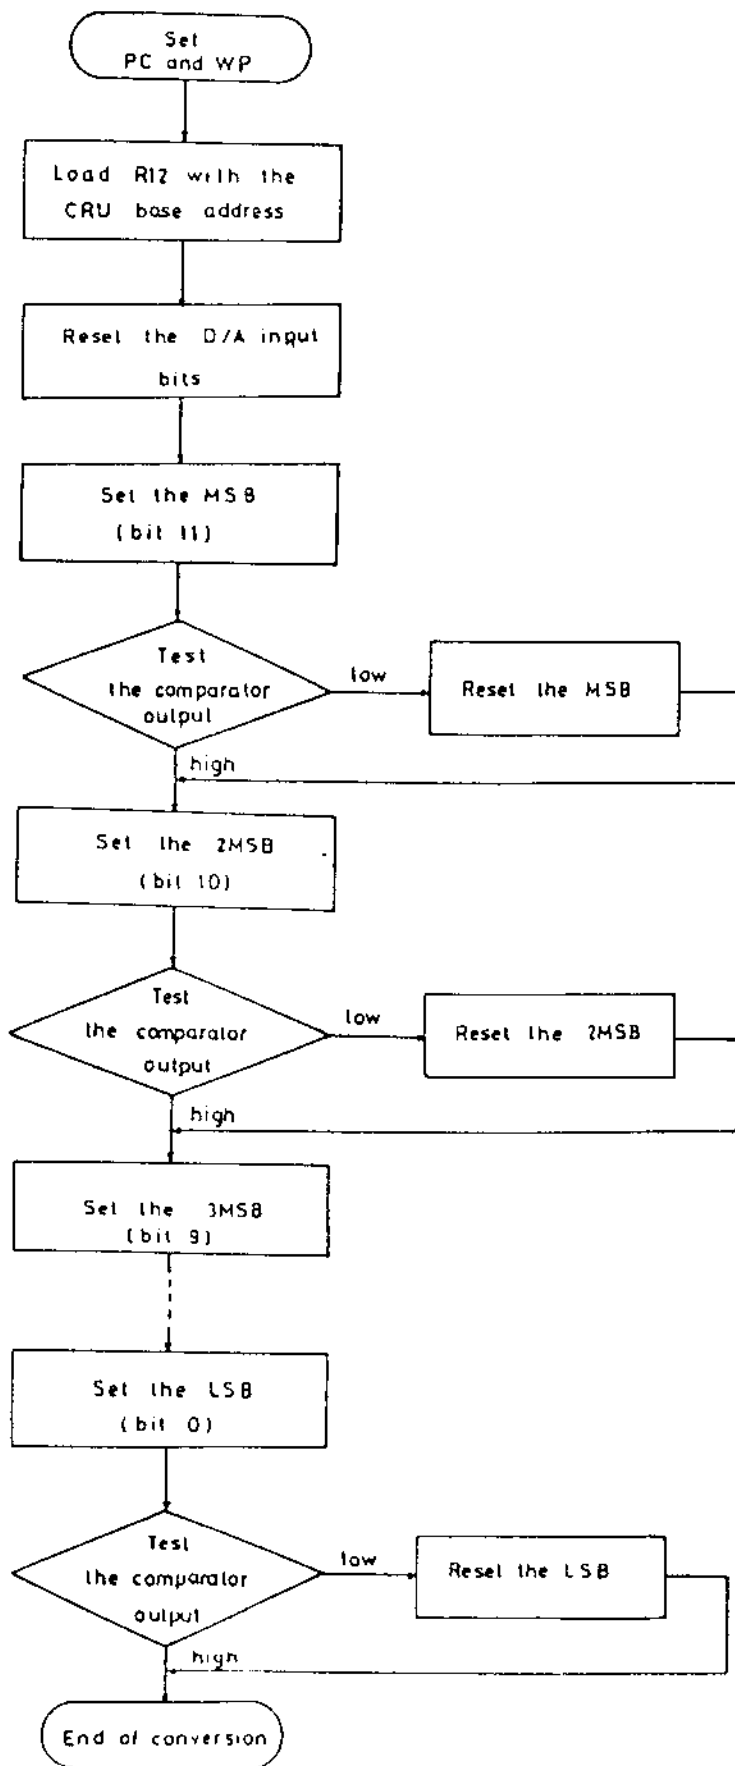 Set
PC and WP
Load R12 with the
CRU base address
Reset the D/A input
bits
Set the MSB
(bit 11)
Test
the comparator
output
low
Reset the MSB
high
Set the 2MSB
(bit 10)
Test
the comparator
output
low
Reset the 2MSB
high
Set the 3MSB
(bit 9)
Set the LSB
(bit 0)
Test
the comparator
output
low
Reset the LSB
high
End of conversion